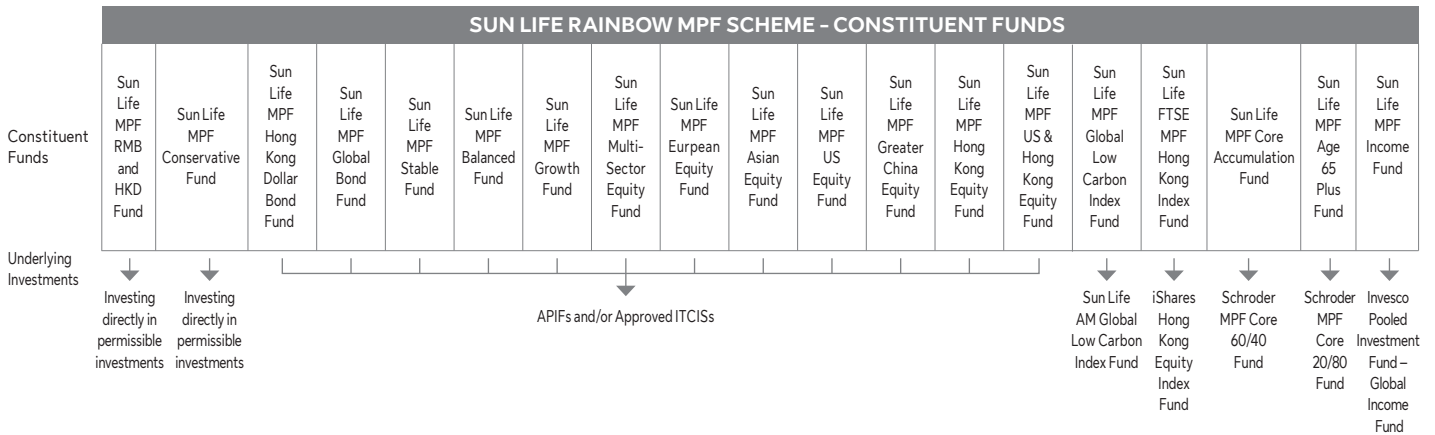 SUN LIFE RAINBOW MPF SCHEME – CONSTITUENT FUNDS
Constituent
Funds
Sun
Life
MPF
RMB
and
HKD
Fund
Sun Life
MPF
Conservative
Fund
Sun
Life
MPF
Hong
Kong
Dollar
Bond
Fund
Sun
Life
MPF
Global
Bond
Fund
Sun
Life
MPF
Stable
Fund
Sun Life
MPF
Balanced
Fund
Sun
Life
MPF
Growth
Fund
Sun
Life
MPF
Multi-
Sector
Equity
Fund
Sun Life
MPF
Eurpean
Equity
Fund
Sun
Life
MPF
Asian
Equity
Fund
Sun
Life
MPF
US
Equity
Fund
Sun
Life
MPF
Greater
China
Equity
Fund
Sun
Life
MPF
Hong
Kong
Equity
Fund
Sun
Life
MPF
US &
Hong
Kong
Equity
Fund
Sun
Life
MPF
Global
Low
Carbon
Index
Fund
Sun
Life
FTSE
MPF
Hong
Kong
Index
Fund
Sun Life
MPF Core
Accumulation
Fund
Sun
Life
MPF
Age
65
Plus
Fund
Sun
Life
MPF
Income
Fund
Underlying
Investments
Investing
directly in
permissible
investments
Investing
directly in
permissible
investments
APIFs and/or Approved ITCISs
Sun Life
AM Global
Low Carbon
Index Fund
iShares
Hong
Kong
Equity
Index
Fund
Schroder
MPF Core
60/40
Fund
Schroder
MPF
Core
20/80
Fund
Invesco
Pooled
Investment
Fund –
Global
Income
Fund